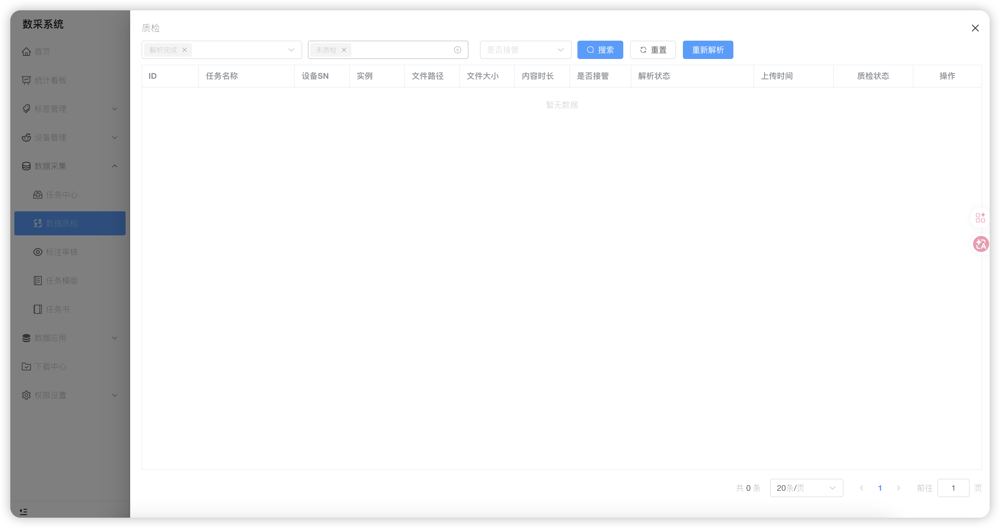 数采系统
首页
统计看板
标签管理
设备管理
数据采集
任务中心
数据质检
标注审核
任务模版
任务书
数据应用
下载中心
权限设置
质检
解析完成 未质检 是否接管 搜索 重置 重新解析
ID 任务名称 设备SN 实例 文件路径 文件大小 内容时长 是否接管 解析状态 上传时间 质检状态 操作
暂无数据
共 0 条 20条/页 1 前往 1 页